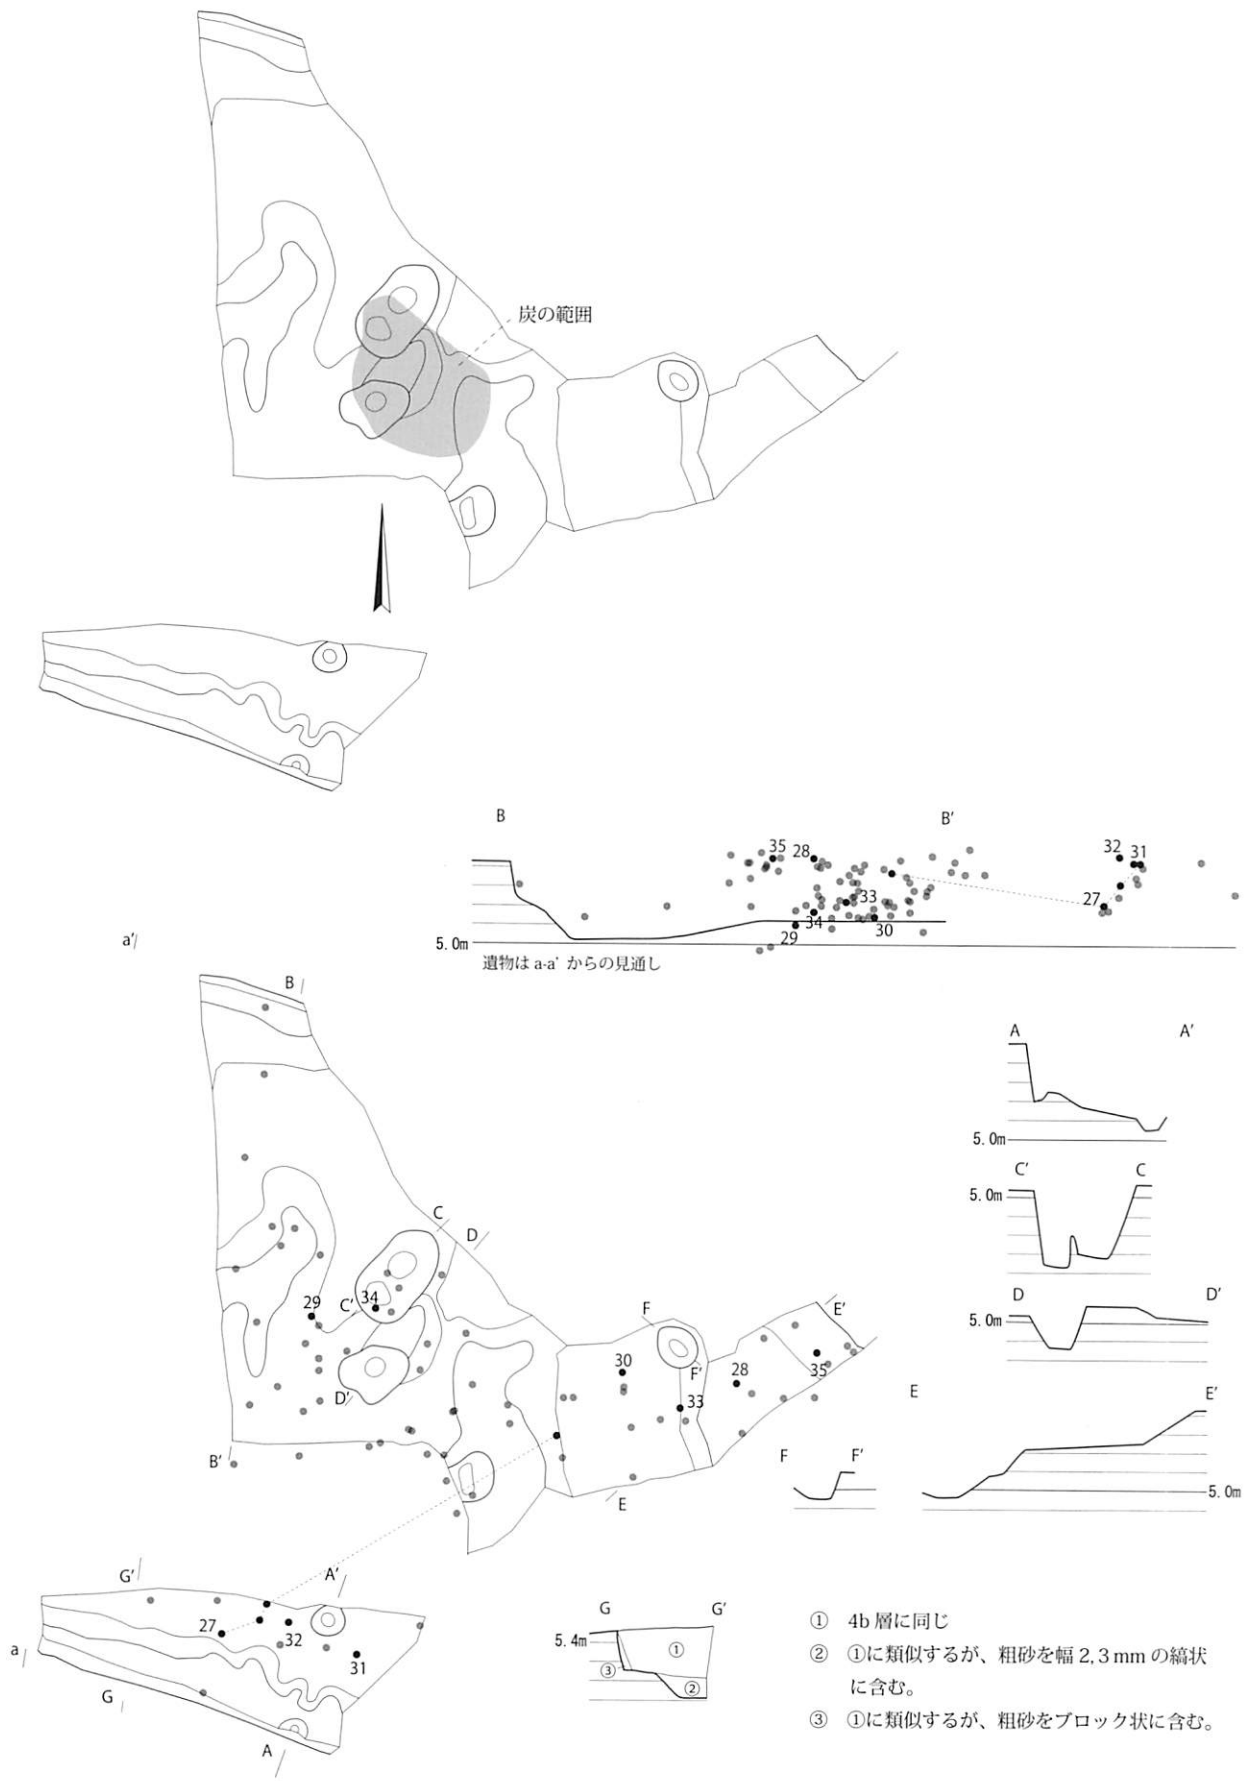 炭の範囲
B
B′
35
28
32
31
33
27
34
29
30
a′
5.0m
遺物は a-a′ からの見通し
B
A
A′
5.0m
C′
C
5.0m
C
D
29
C′
34
D
D′
5.0m
F
E′
30
F′
28
35
33
D′
E
E′
B′
F
F′
5.0m
E
G′
A′
27
32
31
a
G
A
G
G′
5.4m
①
③
②
① 4b 層に同じ
② ①に類似するが、粗砂を幅 2,3 mm の縞状
に含む。
③ ①に類似するが、粗砂をブロック状に含む。